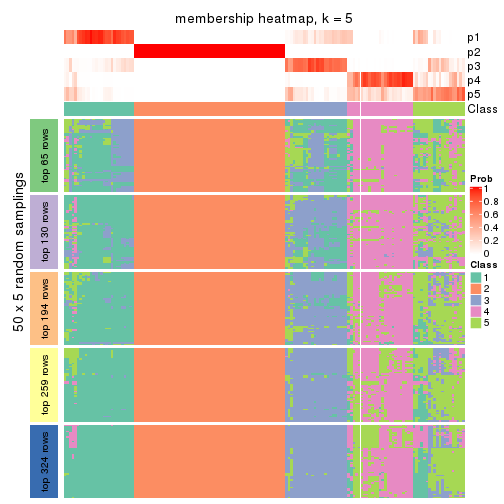 membership heatmap, k = 5
p1
p2
p3
p4
p5
Class
50 x 5 random samplings
top 65 rows
top 130 rows
top 194 rows
top 259 rows
top 324 rows
Prob
1
0.8
0.6
0.4
0.2
0
Class
1
2
3
4
5